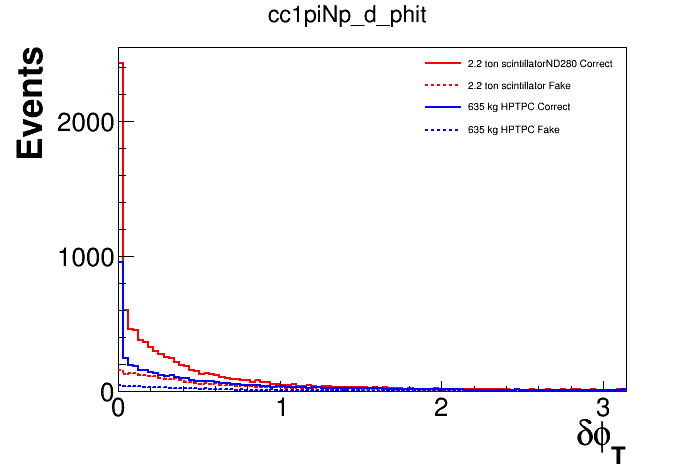 cc1piNp_d_phit
Events
2.2 ton scintillatorND280 Correct
2.2 ton scintillator Fake
635 kg HPTPC Correct
635 kg HPTPC Fake
2000
1000
0
0 1 2 3
δϕ_T